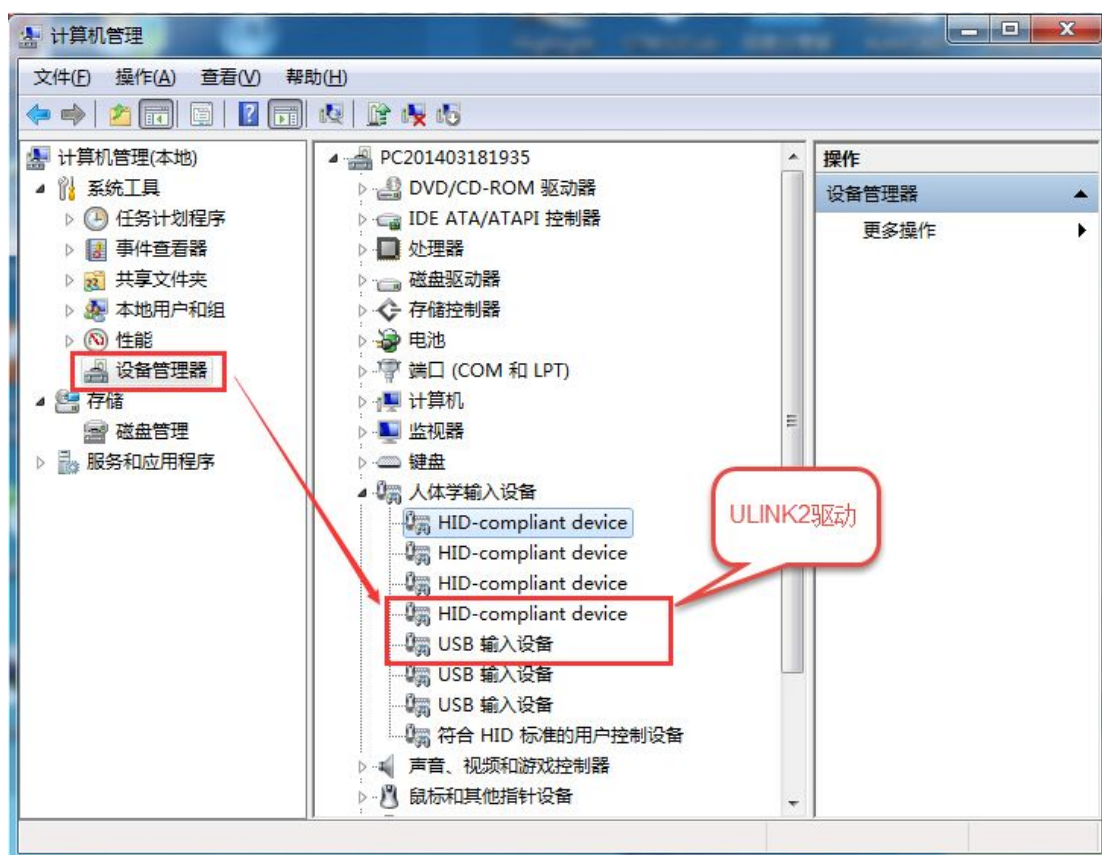 计算机管理
文件(F) 操作(A) 查看(V) 帮助(H)
计算机管理(本地)
系统工具
任务计划程序
事件查看器
共享文件夹
本地用户和组
性能
设备管理器
存储
磁盘管理
服务和应用程序
PC201403181935
DVD/CD-ROM 驱动器
IDE ATA/ATAPI 控制器
处理器
磁盘驱动器
存储控制器
电池
端口 (COM 和 LPT)
计算机
监视器
键盘
人体学输入设备
HID-compliant device
HID-compliant device
HID-compliant device
HID-compliant device
USB 输入设备
USB 输入设备
USB 输入设备
符合 HID 标准的用户控制设备
声音、视频和游戏控制器
鼠标和其他指针设备
ULINK2驱动
操作
设备管理器
更多操作